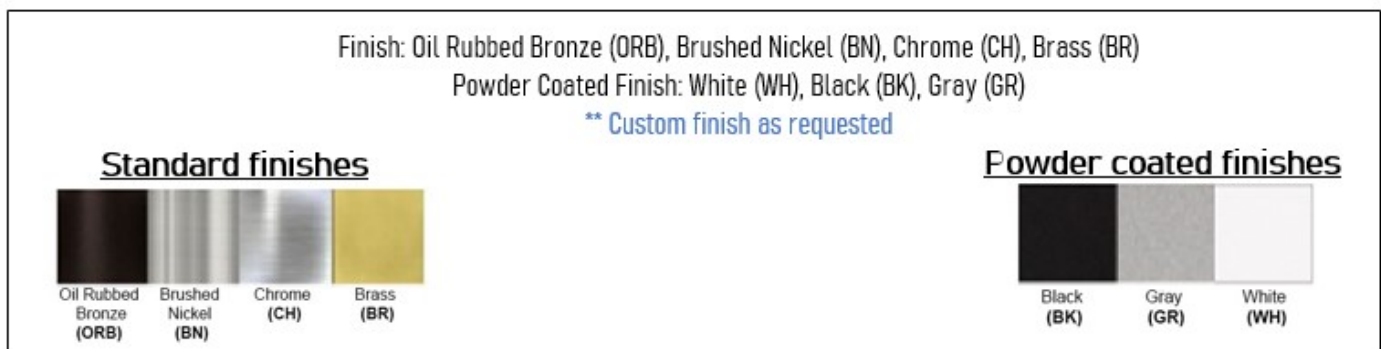 Finish: Oil Rubbed Bronze (ORB), Brushed Nickel (BN), Chrome (CH), Brass (BR)
Powder Coated Finish: White (WH), Black (BK), Gray (GR)
** Custom finish as requested
Standard finishes
Oil Rubbed
Bronze
(ORB)
Brushed
Nickel
(BN)
Chrome
(CH)
Brass
(BR)
Powder coated finishes
Black
(BK)
Gray
(GR)
White
(WH)